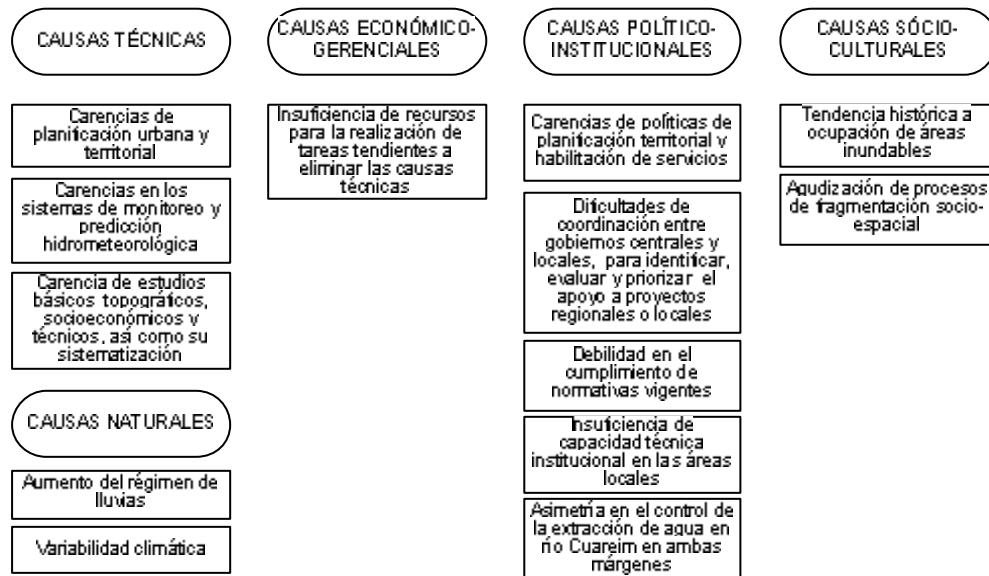 CAUSAS TÉCNICAS
Carencias de
planificación urbana y
territorial
Carencias en los
sistemas de monitoreo y
predicción
hidrometeorológica
Carencia de estudios
básicos topográficos,
socioeconómicos y
técnicos, así como su
sistematización
CAUSAS NATURALES
Aumento del régimen de
lluvias
Variabilidad climática
CAUSAS ECONÓMICO-
GERENCIALES
Insuficiencia de recursos
para la realización de
tareas tendientes a
eliminar las causas
técnicas
CAUSAS POLÍTICO-
INSTITUCIONALES
Carencias de políticas de
planificación territorial y
habilitación de servicios
Dificultades de
coordinación entre
gobiernos centrales y
locales, para identificar,
evaluar y priorizar el
apoyo a proyectos
regionales o locales
Debilidad en el
cumplimiento de
normativas vigentes
Insuficiencia de
capacidad técnica
institucional en las áreas
locales
Asimetría en el control de
la extracción de agua en
río Cuareim en ambas
márgenes
CAUSAS SÓCIO-
CULTURALES
Tendencia histórica a
ocupación de áreas
inundables
Agudización de procesos
de fragmentación socio-
espacial